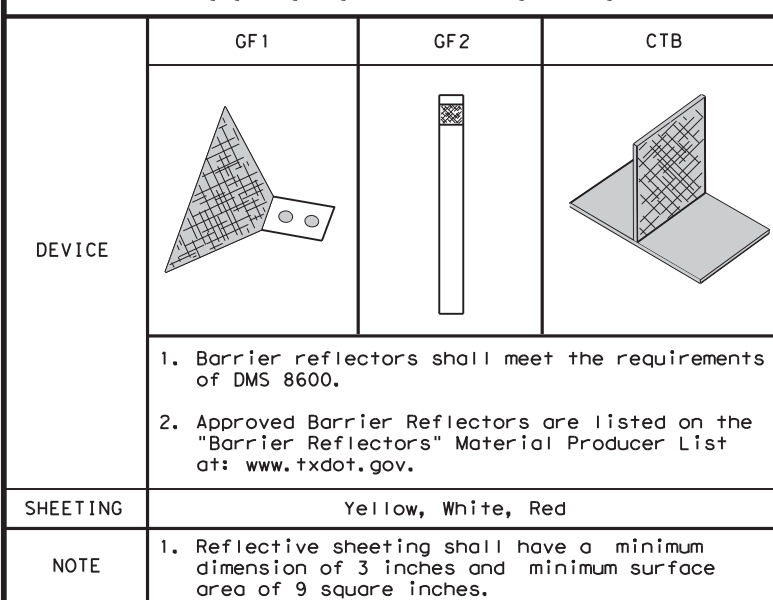 GF1 GF2 CTB
DEVICE
1. Barrier reflectors shall meet the requirements
of DMS 8600.
2. Approved Barrier Reflectors are listed on the
"Barrier Reflectors" Material Producer List
at: www.txdot.gov.
SHEETING Yellow, White, Red
NOTE
1. Reflective sheeting shall have a minimum
dimension of 3 inches and minimum surface
area of 9 square inches.